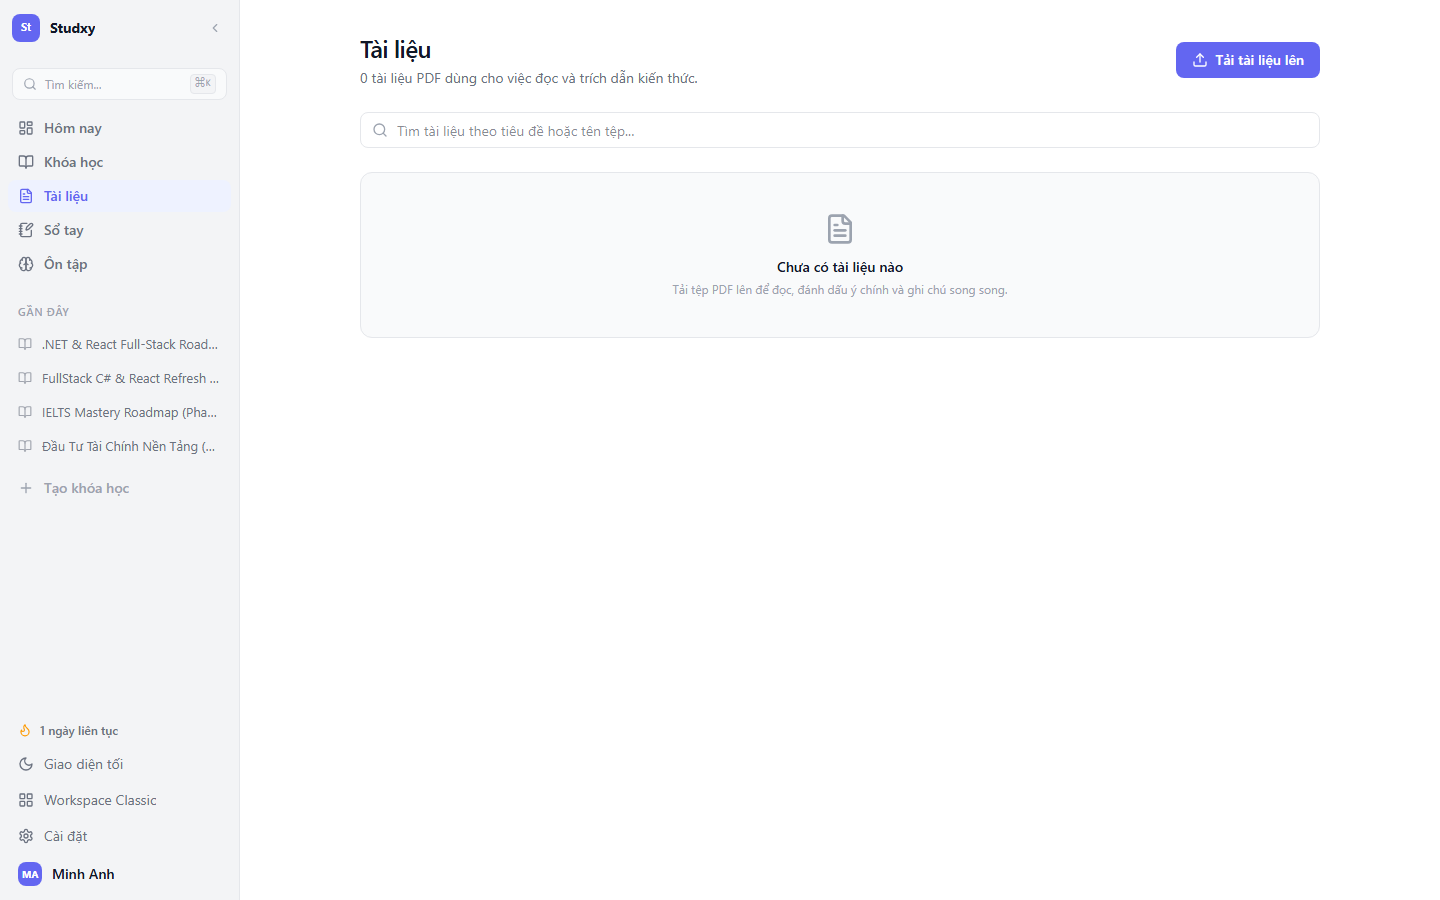 St
Studxy
Tìm kiếm...
⌘K
Hôm nay
Khóa học
Tài liệu
Sổ tay
Ôn tập
GẦN ĐÂY
.NET & React Full-Stack Road...
FullStack C# & React Refresh ...
IELTS Mastery Roadmap (Pha...
Đầu Tư Tài Chính Nền Tảng (...
Tạo khóa học
1 ngày liên tục
Giao diện tối
Workspace Classic
Cài đặt
MA
Minh Anh
Tài liệu
0 tài liệu PDF dùng cho việc đọc và trích dẫn kiến thức.
Tải tài liệu lên
Tìm tài liệu theo tiêu đề hoặc tên tệp...
Chưa có tài liệu nào
Tải tệp PDF lên để đọc, đánh dấu ý chính và ghi chú song song.